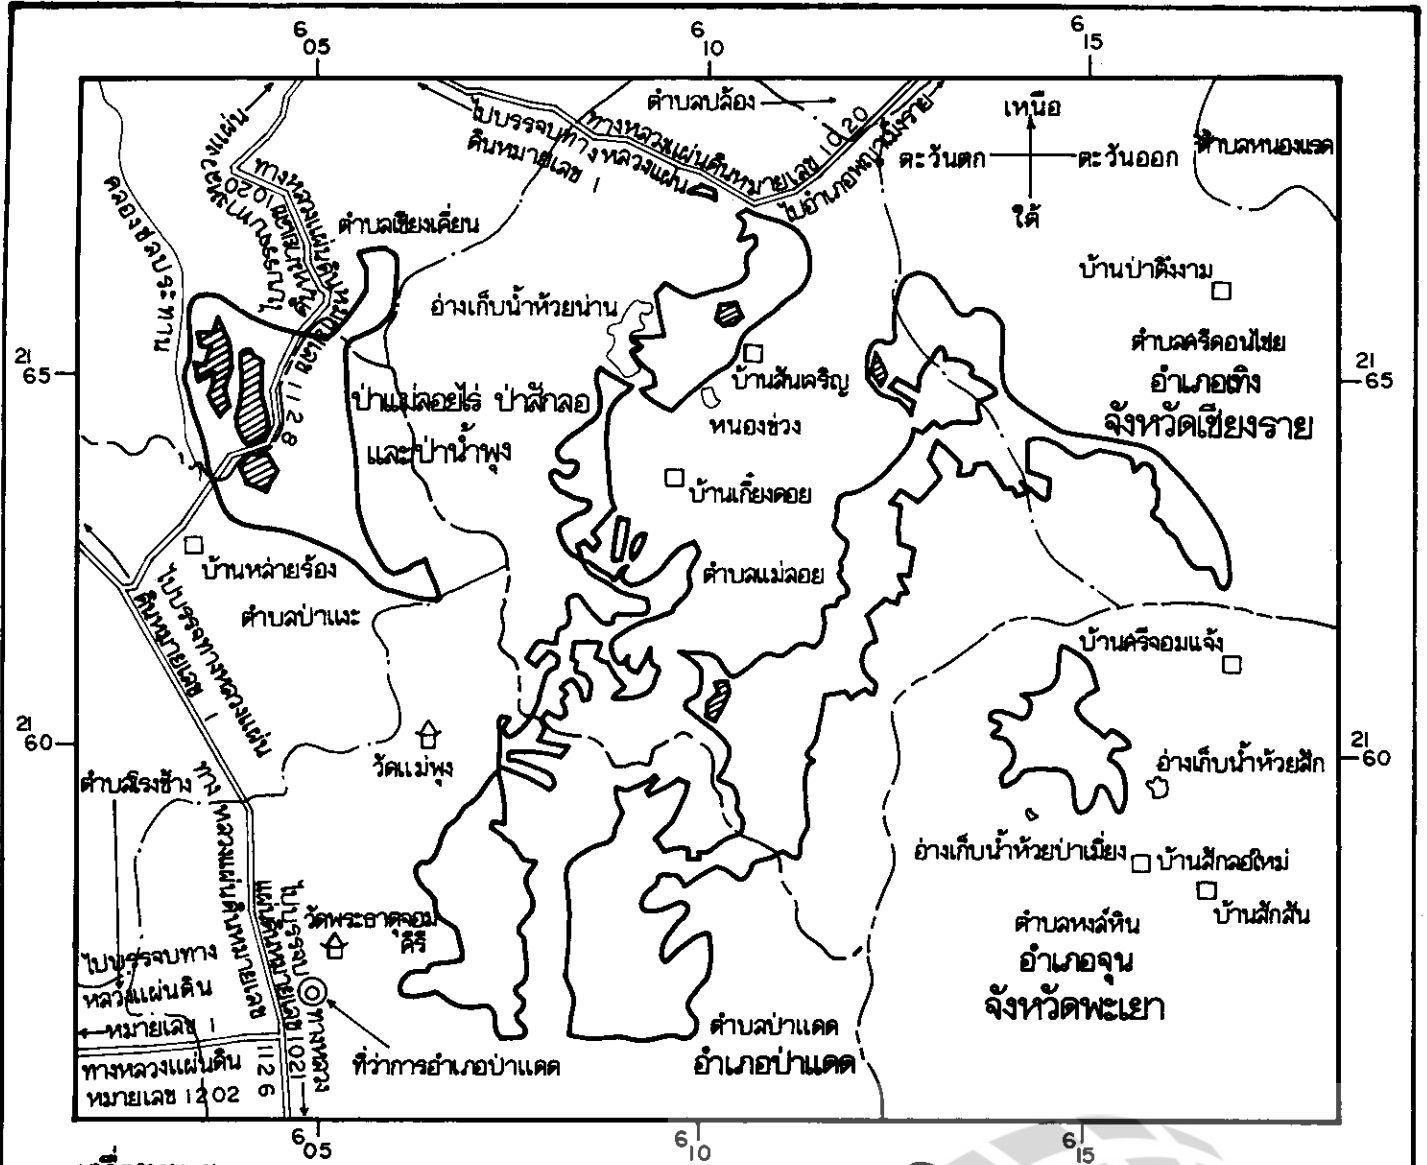 6 05
6 10
6 15
ตำบลปล้อง
เหนือ
ตะวันตก
ตะวันออก
ใต้
ตำบลหนองแรด
ไปบรรจบทางหลวงแผ่นดินหมายเลข 1
ทางหลวงแผ่นดินหมายเลข 1020
ไปอำเภอพญาเม็งราย
คลองชลประทาน
ไปบรรจบทางหลวงแผ่นดินหมายเลข 1020
ทางหลวงแผ่นดินหมายเลข 1128
ตำบลเชียงเคี่ยน
อ่างเก็บน้ำห้วยน่าน
บ้านป่าตึงงาม
ตำบลศรีดอนไชย
อำเภอเทิง
จังหวัดเชียงราย
21 65
21 65
บ้านสันเจริญ
หนองช่วง
ป่าแม่ลอยไร่ ป่าสักลอ
และป่าน้ำพุง
บ้านเกี๋ยงดอย
บ้านหล่ายร้อง
ตำบลแม่ลอย
ตำบลป่าแงะ
ไปบรรจบทางหลวงแผ่นดินหมายเลข 1
บ้านศรีจอมแจ้ง
21 60
21 60
วัดแม่พุง
อ่างเก็บน้ำห้วยสัก
ตำบลโรงช้าง
ทางหลวงแผ่นดินหมายเลข 1126
อ่างเก็บน้ำห้วยป่าเมี่ยง
บ้านสักลอใหม่
บ้านสักสัน
วัดพระธาตุจอม
คีรี
ตำบลหงส์หิน
อำเภอจุน
จังหวัดพะเยา
ไปบรรจบทาง
หลวงแผ่นดิน
หมายเลข 1
ไปบรรจบทางหลวงแผ่นดินหมายเลข 1021
ตำบลป่าแดด
อำเภอป่าแดด
ที่ว่าการอำเภอป่าแดด
ทางหลวงแผ่นดิน
หมายเลข 1202
6 05
6 10
6 15